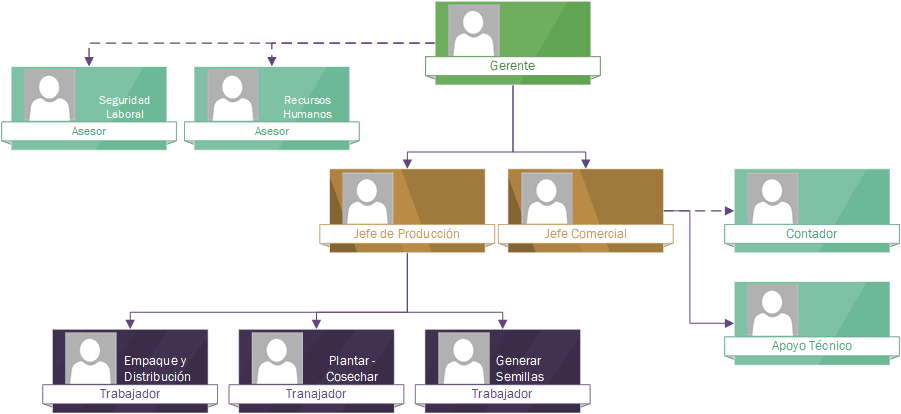 Gerente
Seguridad
Laboral
Asesor
Recursos
Humanos
Asesor
Jefe de Producción
Jefe Comercial
Contador
Apoyo Técnico
Empaque y
Distribución
Trabajador
Plantar -
Cosechar
Tranajador
Generar
Semillas
Trabajador